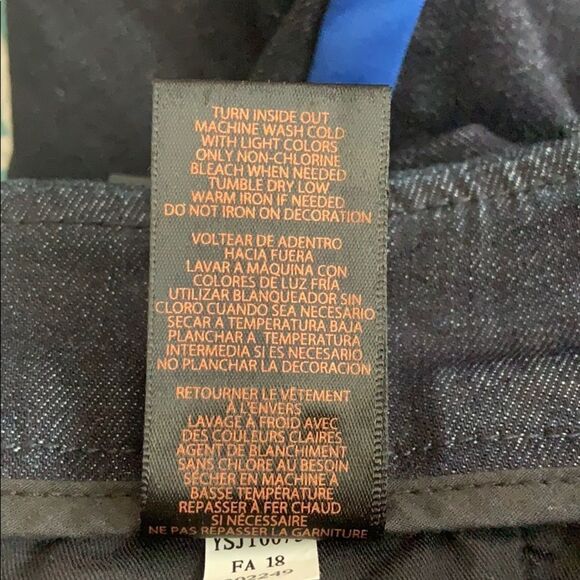 TURN INSIDE OUT
MACHINE WASH COLD
WITH LIGHT COLORS
ONLY NON-CHLORINE
BLEACH WHEN NEEDED
TUMBLE DRY LOW
WARM IRON IF NEEDED
DO NOT IRON ON DECORATION
VOLTEAR DE ADENTRO
HACIA FUERA
LAVAR A MÁQUINA CON
COLORES DE LUZ FRÍA
UTILIZAR BLANQUEADOR SIN
CLORO CUANDO SEA NECESARIO
SECAR A TEMPERATURA BAJA
PLANCHAR A TEMPERATURA
INTERMEDIA SI ES NECESARIO
NO PLANCHAR LA DECORACIÓN
RETOURNER LE VÊTEMENT
À L'ENVERS
LAVAGE À FROID AVEC
DES COULEURS CLAIRES
AGENT DE BLANCHIMENT
SANS CHLORE AU BESOIN
SÉCHER EN MACHINE À
BASSE TEMPÉRATURE
REPASSER À FER CHAUD
SI NÉCESSAIRE
NE PAS REPASSER LA GARNITURE
FA 18